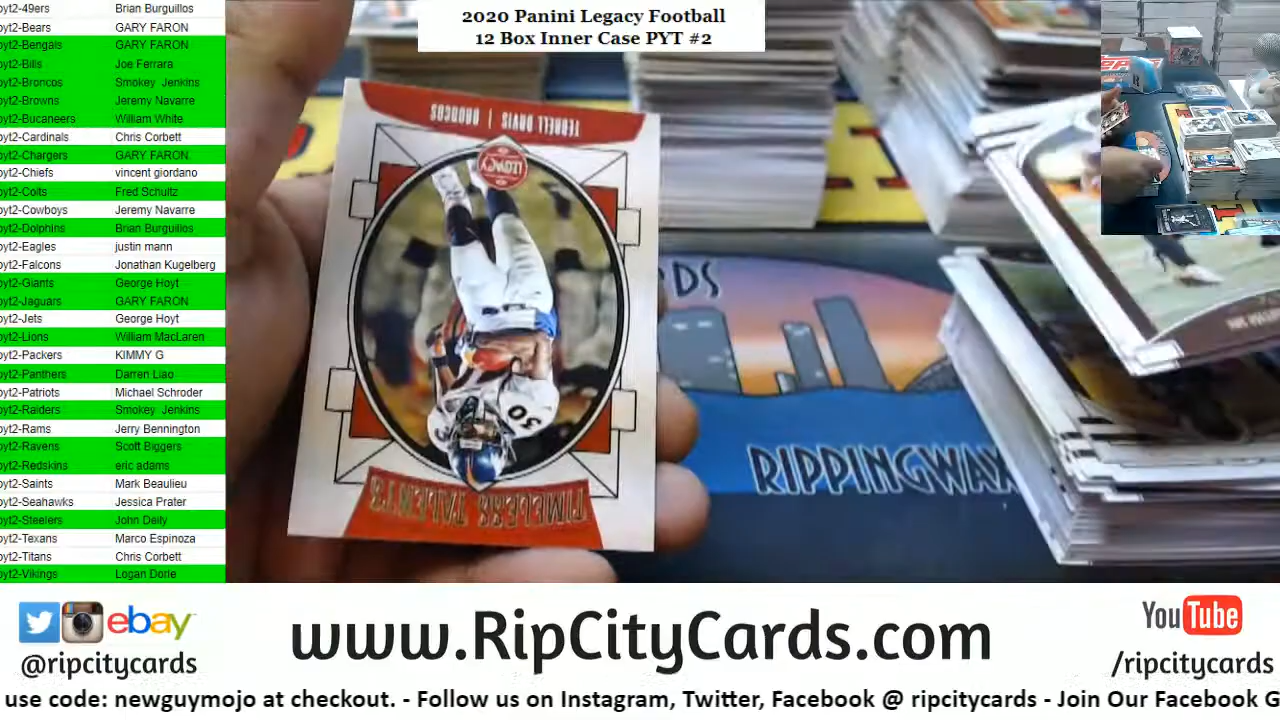 2020 Panini Legacy Football
12 Box Inner Case PYT #2
pyt2-49ers Brian Burguillos
pyt2-Bears GARY FARON
pyt2-Bengals GARY FARON
pyt2-Bills Joe Ferrara
pyt2-Broncos Smokey Jenkins
pyt2-Browns Jeremy Navarre
pyt2-Bucaneers William White
pyt2-Cardinals Chris Corbett
pyt2-Chargers GARY FARON
pyt2-Chiefs vincent giordano
pyt2-Colts Fred Schultz
pyt2-Cowboys Jeremy Navarre
pyt2-Dolphins Brian Burguillos
pyt2-Eagles justin mann
pyt2-Falcons Jonathan Kugelberg
pyt2-Giants George Hoyt
pyt2-Jaguars GARY FARON
pyt2-Jets George Hoyt
pyt2-Lions William MacLaren
pyt2-Packers KIMMY G
pyt2-Panthers Darren Liao
pyt2-Patriots Michael Schroder
pyt2-Raiders Smokey Jenkins
pyt2-Rams Jerry Bennington
pyt2-Ravens Scott Biggers
pyt2-Redskins eric adams
pyt2-Saints Mark Beaulieu
pyt2-Seahawks Jessica Prater
pyt2-Steelers John Daily
pyt2-Texans Marco Espinoza
pyt2-Titans Chris Corbett
pyt2-Vikings Logan Dorie
TERRELL DAVIS | BRONCOS
LEGACY
30
TIMELESS TALENTS
RDS
RIPPINGWAX
ebay
@ripcitycards
www.RipCityCards.com
YouTube
/ripcitycards
use code: newguymojo at checkout. - Follow us on Instagram, Twitter, Facebook @ ripcitycards - Join Our Facebook G